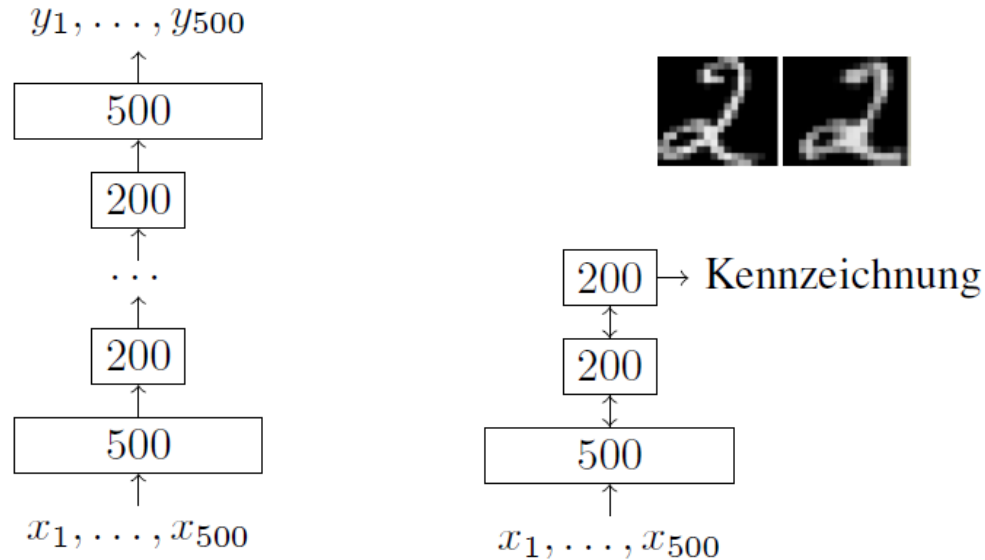 y₁, . . . , y₅₀₀
500
200
. . .
200
500
x₁, . . . , x₅₀₀
200 Kennzeichnung
200
500
x₁, . . . , x₅₀₀